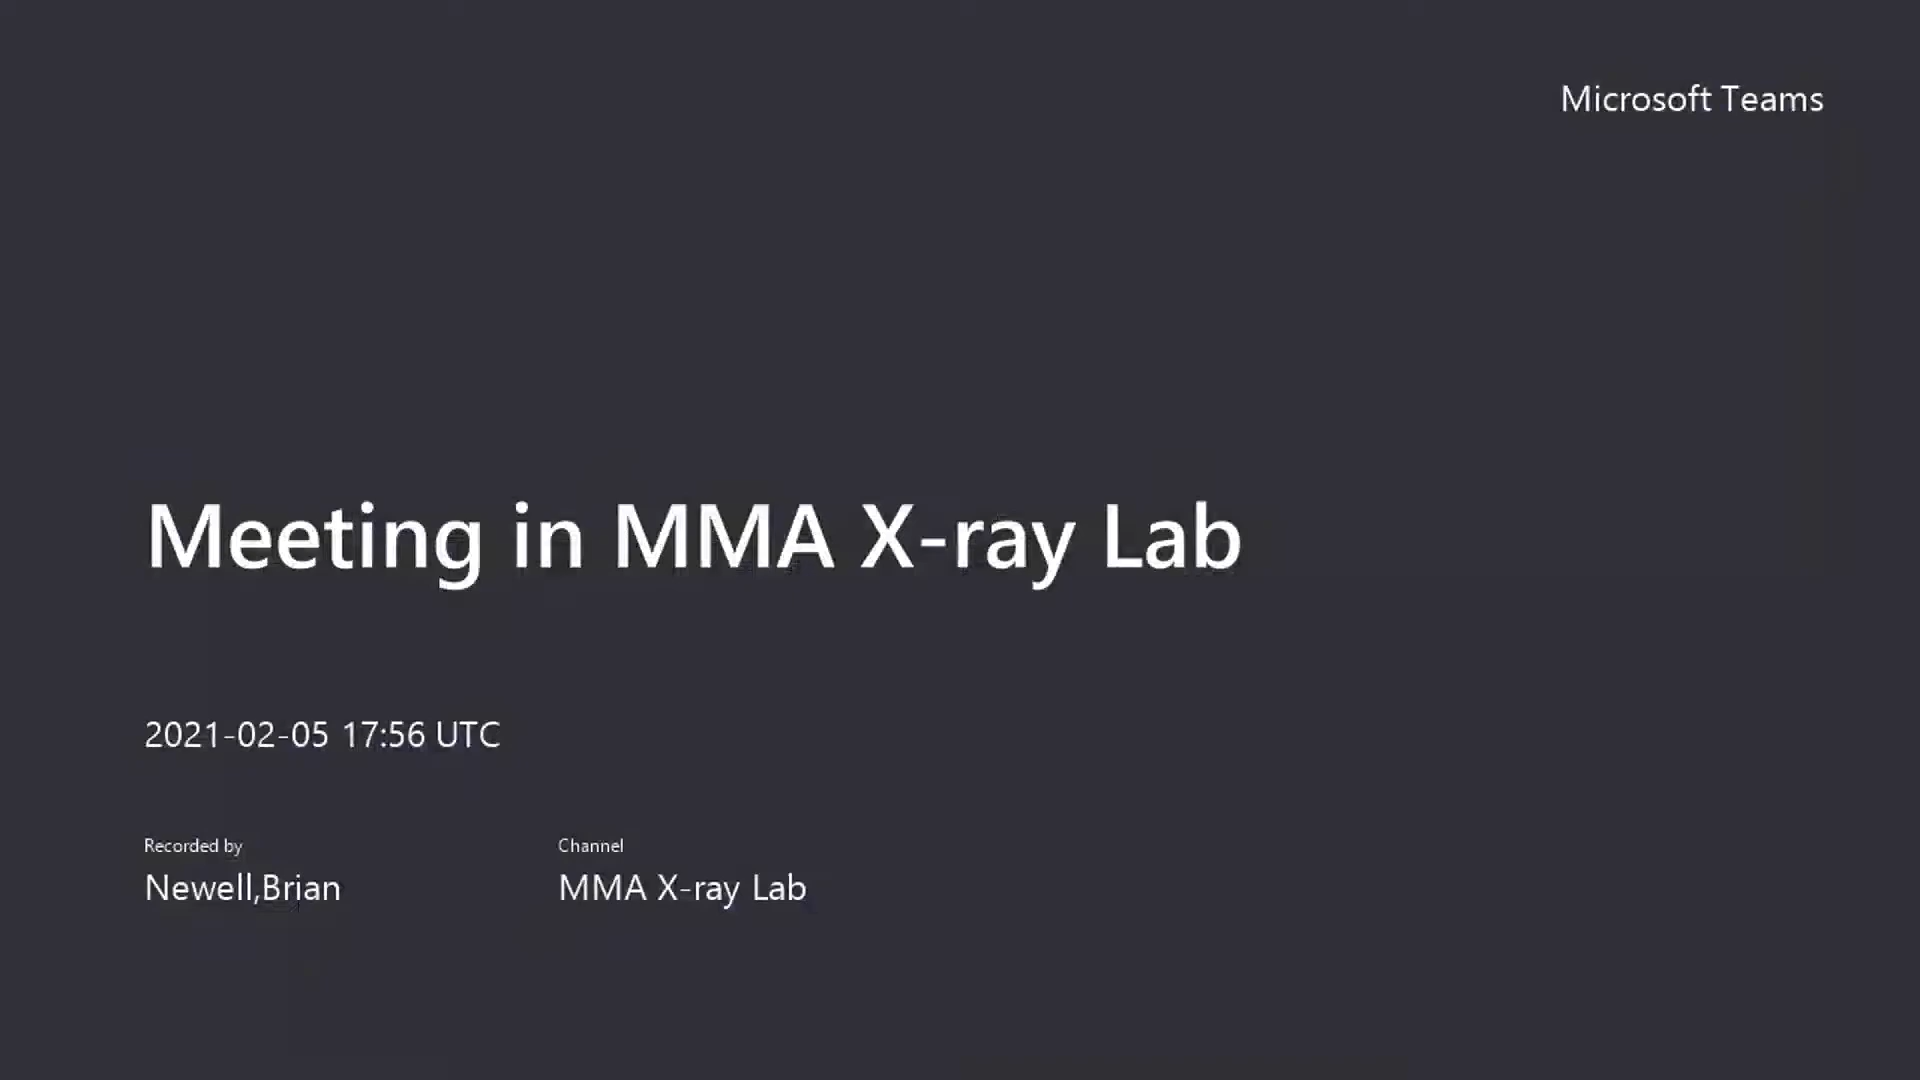 Microsoft Teams
Meeting in MMA X-ray Lab
2021-02-05 17:56 UTC
Recorded by
Newell,Brian
Channel
MMA X-ray Lab